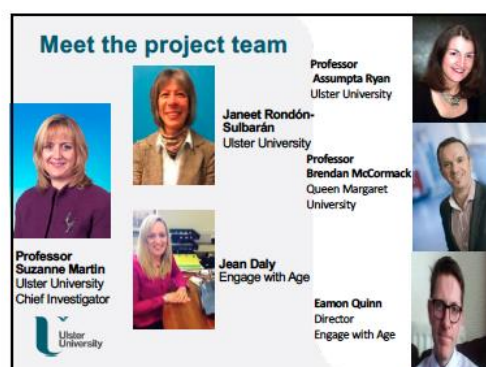 Meet the project team
Professor
Suzanne Martin
Ulster University
Chief Investigator
Janeet Rondón-
Sulbarán
Ulster University
Jean Daly
Engage with Age
Professor
Assumpta Ryan
Ulster University
Professor
Brendan McCormack
Queen Margaret
University
Eamon Quinn
Director
Engage with Age
Ulster
University